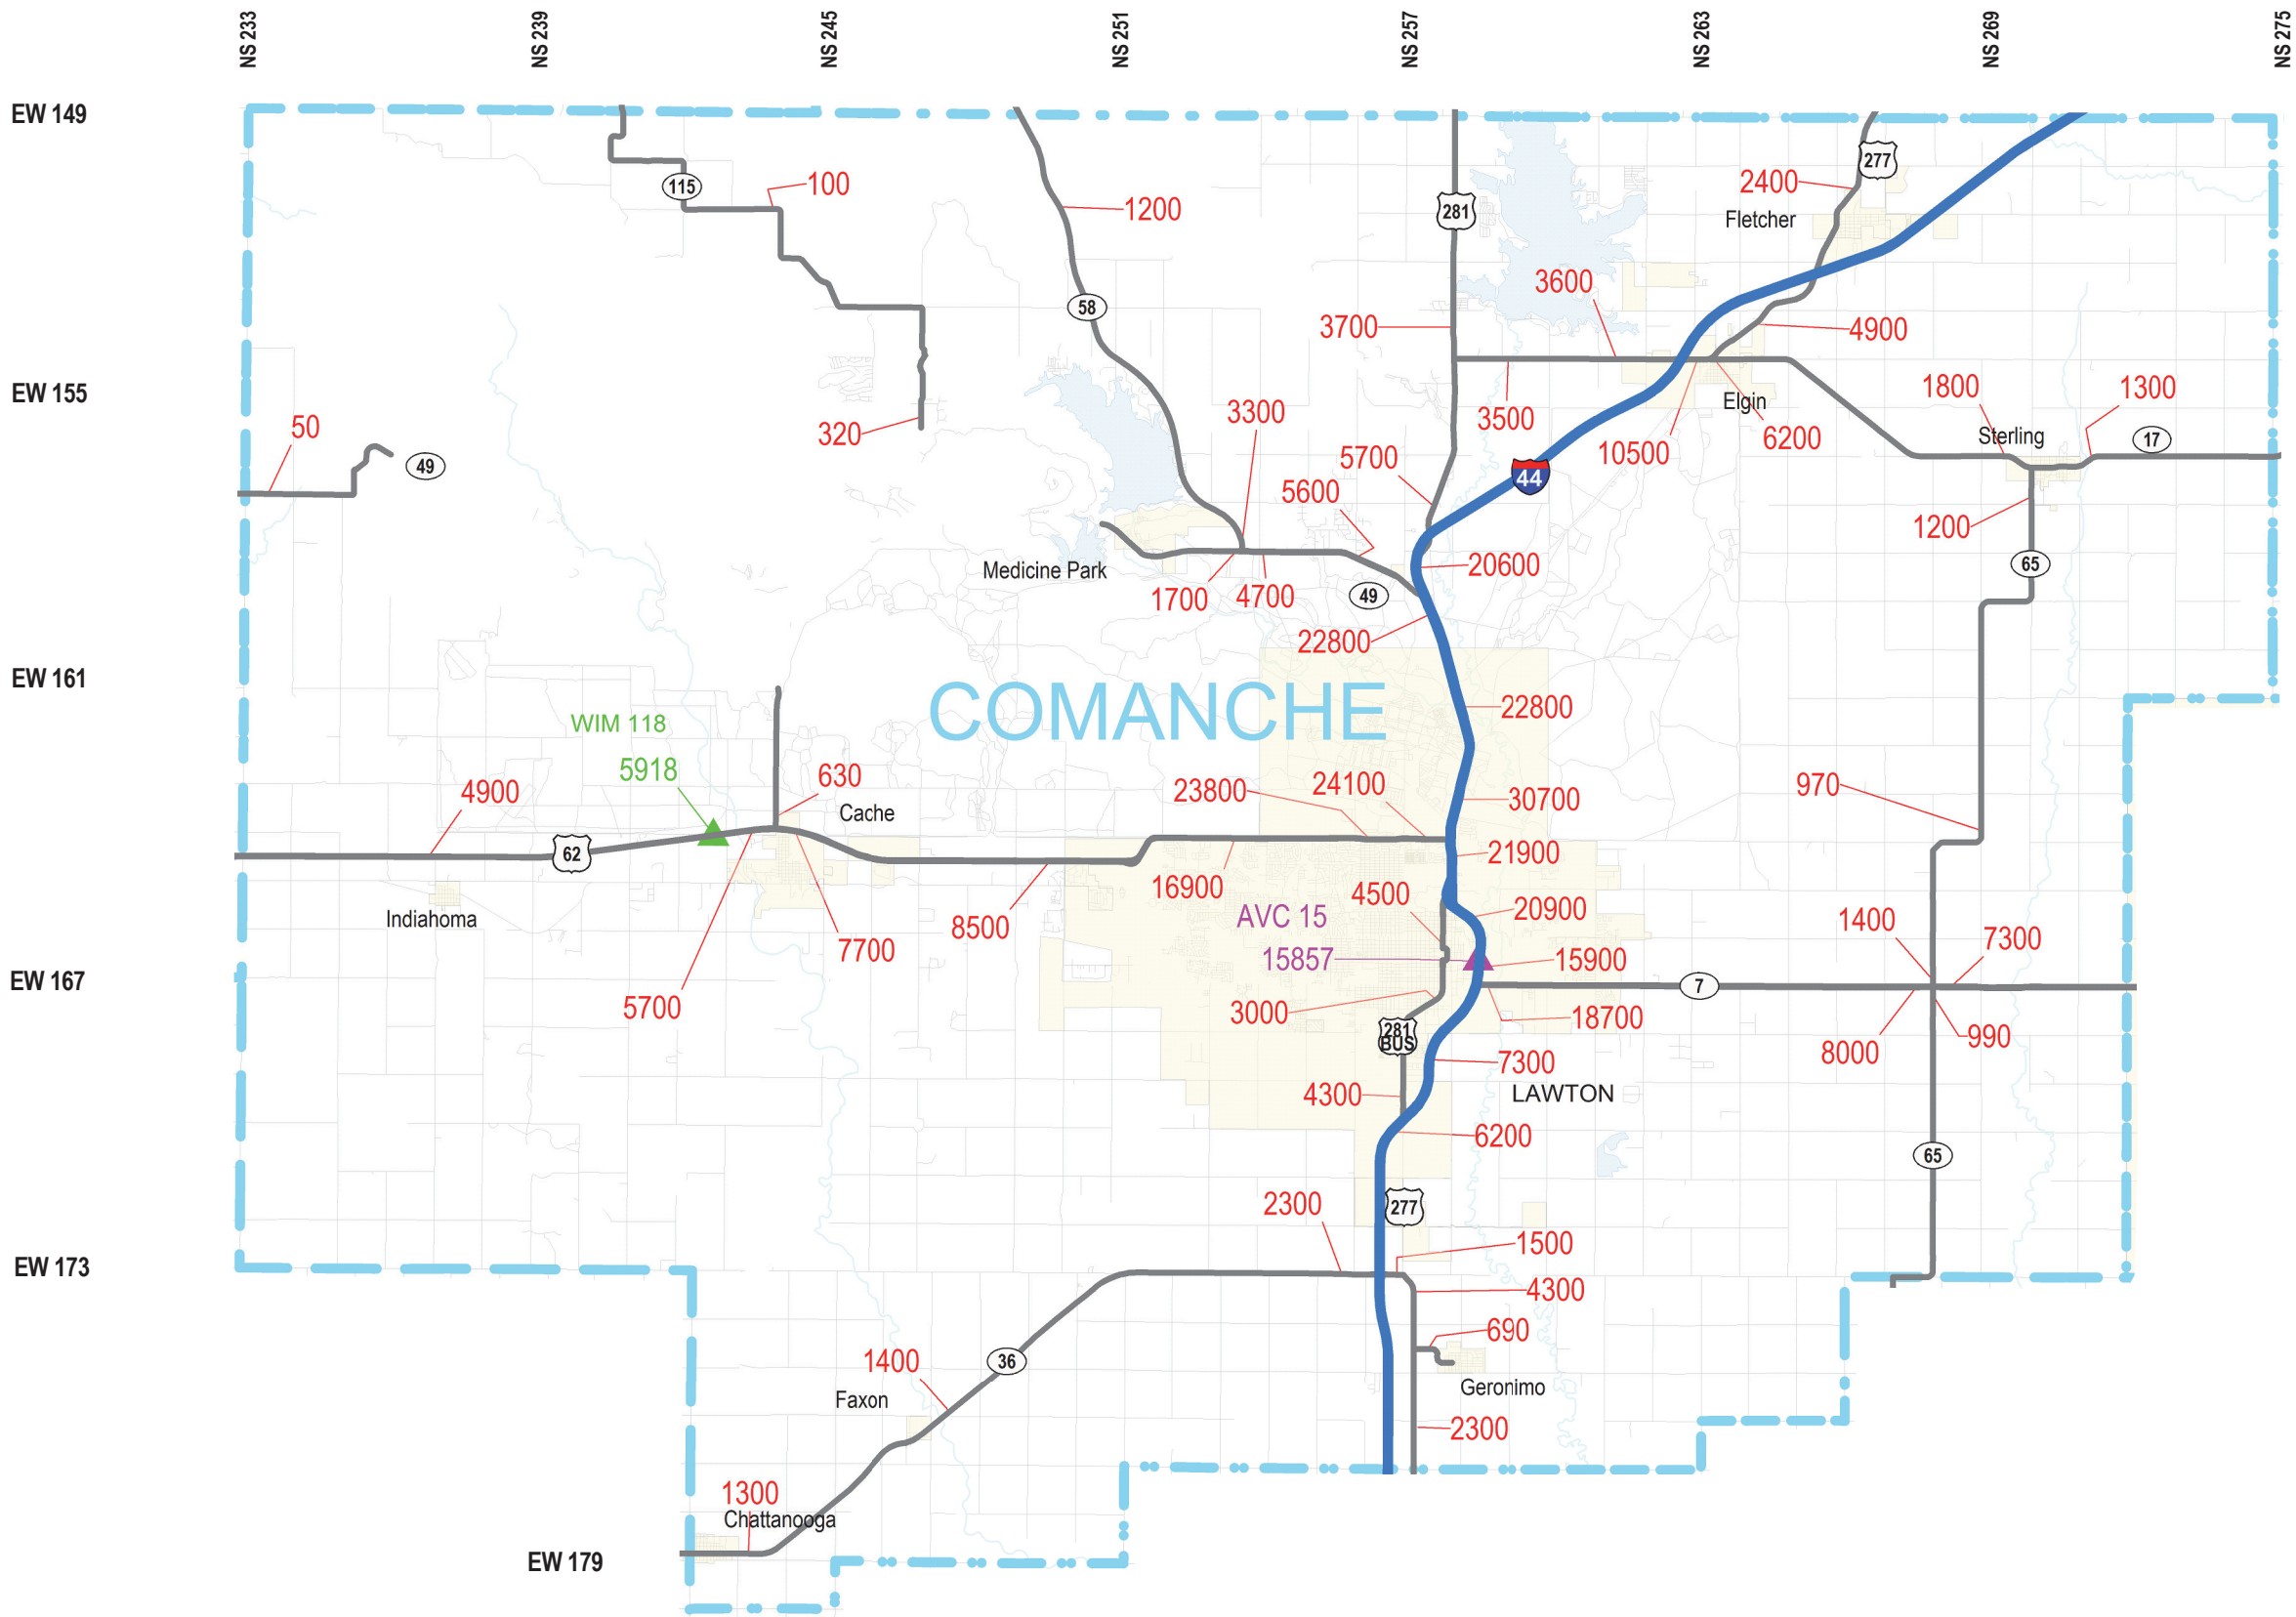 NS 233
NS 239
NS 245
NS 251
NS 257
NS 263
NS 269
NS 275
EW 149
277
115
100
2400
1200
281
Fletcher
3600
58
3700
4900
EW 155
1800
1300
3300
Elgin
3500
50
320
6200
Sterling
17
10500
5700
49
44
5600
1200
20600
65
Medicine Park
1700
4700
49
22800
EW 161
COMANCHE
22800
WIM 118
5918
630
24100
970
4900
23800
30700
Cache
62
21900
16900
4500
Indiahoma
8500
AVC 15
20900
1400
7700
7300
15857
15900
EW 167
7
5700
3000
18700
281
BUS
990
8000
7300
4300
LAWTON
6200
65
2300
277
1500
EW 173
4300
690
1400
36
Geronimo
Faxon
2300
1300
Chattanooga
EW 179